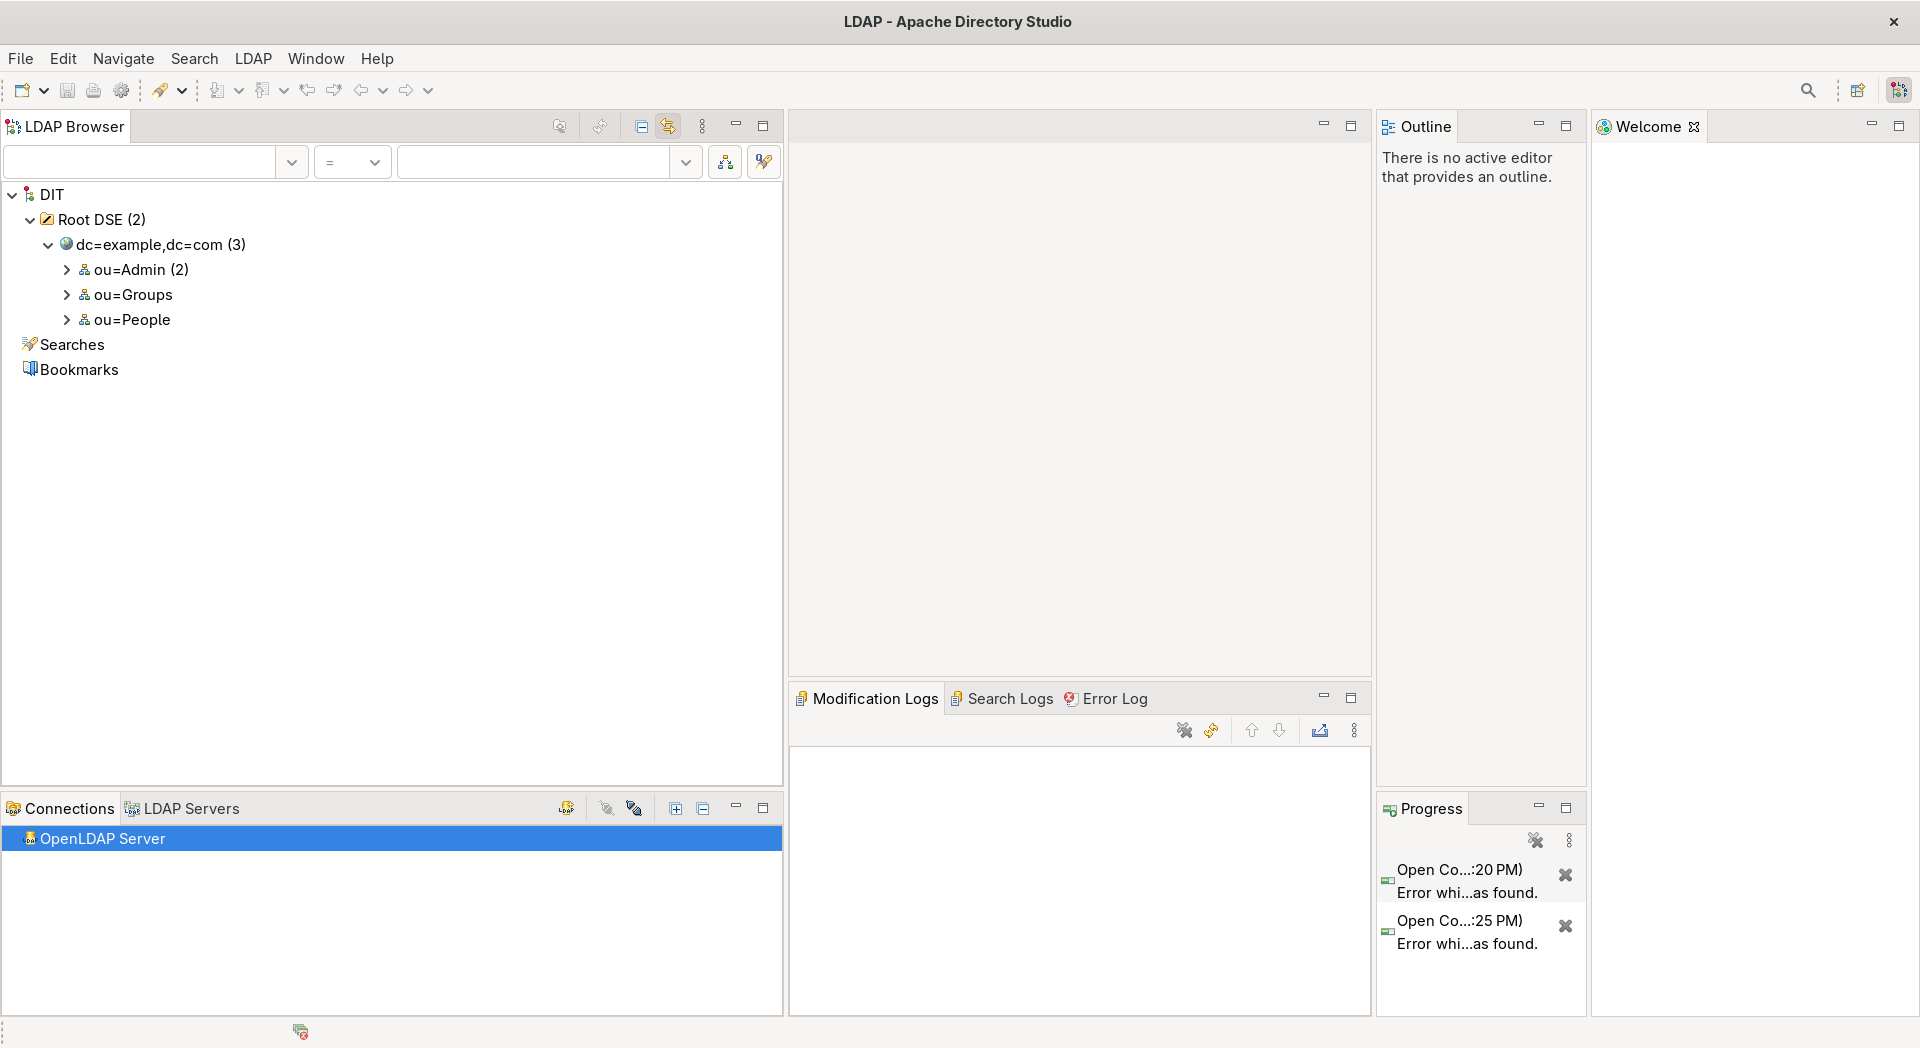 LDAP - Apache Directory Studio
File Edit Navigate Search LDAP Window Help
LDAP Browser
=
DIT
Root DSE (2)
dc=example,dc=com (3)
ou=Admin (2)
ou=Groups
ou=People
Searches
Bookmarks
Connections LDAP Servers
OpenLDAP Server
Modification Logs Search Logs Error Log
Outline
There is no active editor
that provides an outline.
Progress
Open Co...:20 PM)
Error whi...as found.
Open Co...:25 PM)
Error whi...as found.
Welcome